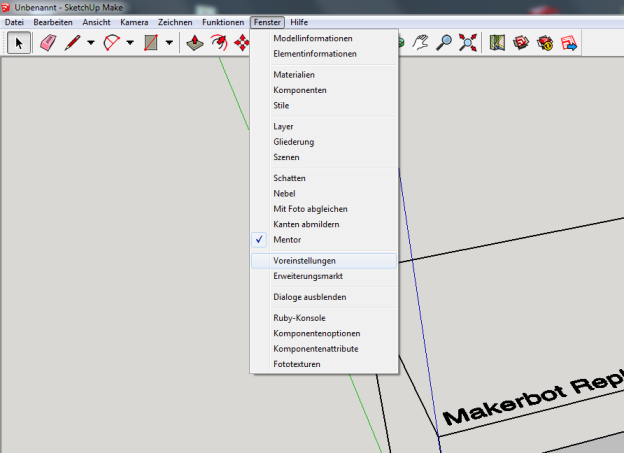 Unbenannt - SketchUp Make
Datei Bearbeiten Ansicht Kamera Zeichnen Funktionen Fenster Hilfe
Modellinformationen
Elementinformationen
Materialien
Komponenten
Stile
Layer
Gliederung
Szenen
Schatten
Nebel
Mit Foto abgleichen
Kanten abmildern
Mentor
Voreinstellungen
Erweiterungsmarkt
Dialoge ausblenden
Ruby-Konsole
Komponentenoptionen
Komponentenattribute
Fototexturen
Makerbot Repl